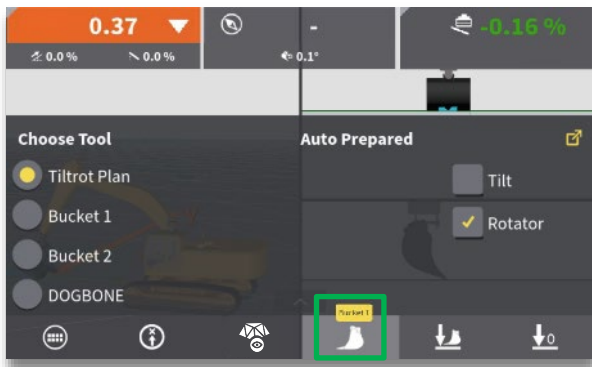 0.37
-
-0.16 %
0.0 %
0.0 %
0.1°
Choose Tool
Auto Prepared
Tiltrot Plan
Tilt
Bucket 1
Rotator
Bucket 2
DOGBONE
Bucket 1
0